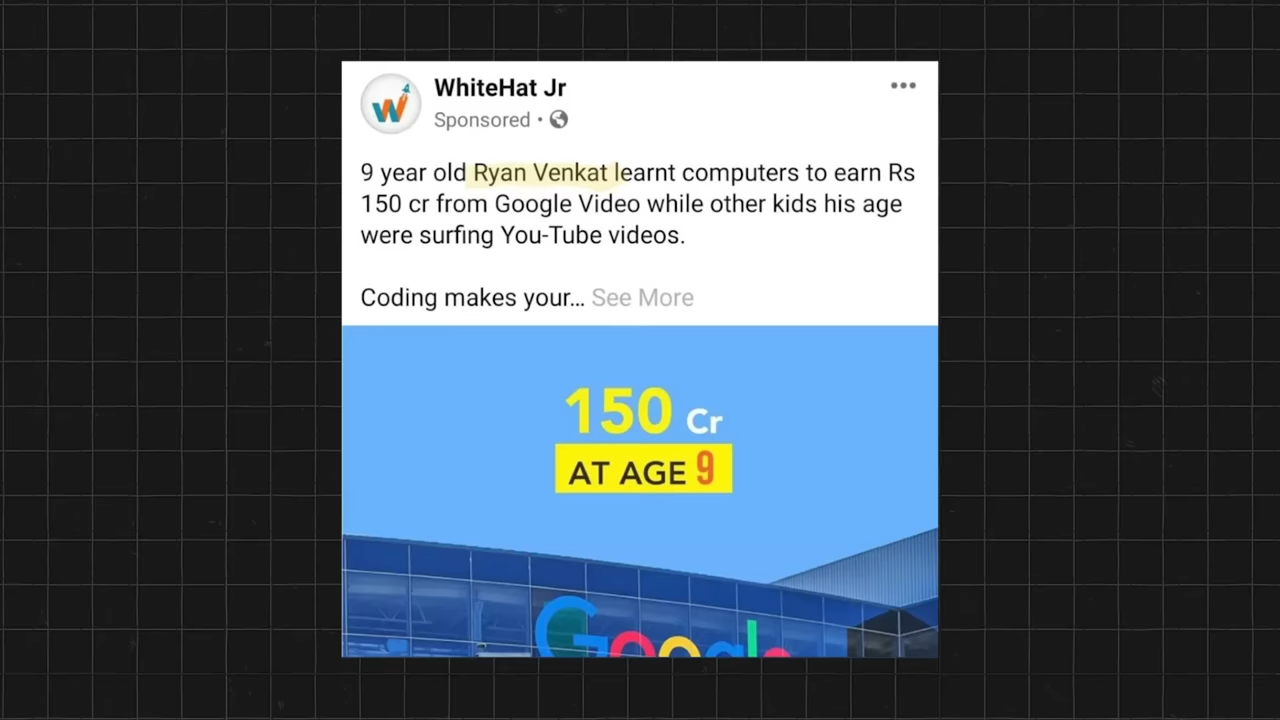 WhiteHat Jr
Sponsored •
9 year old Ryan Venkat learnt computers to earn Rs
150 cr from Google Video while other kids his age
were surfing You-Tube videos.
Coding makes your... See More
150 Cr
AT AGE 9
Google